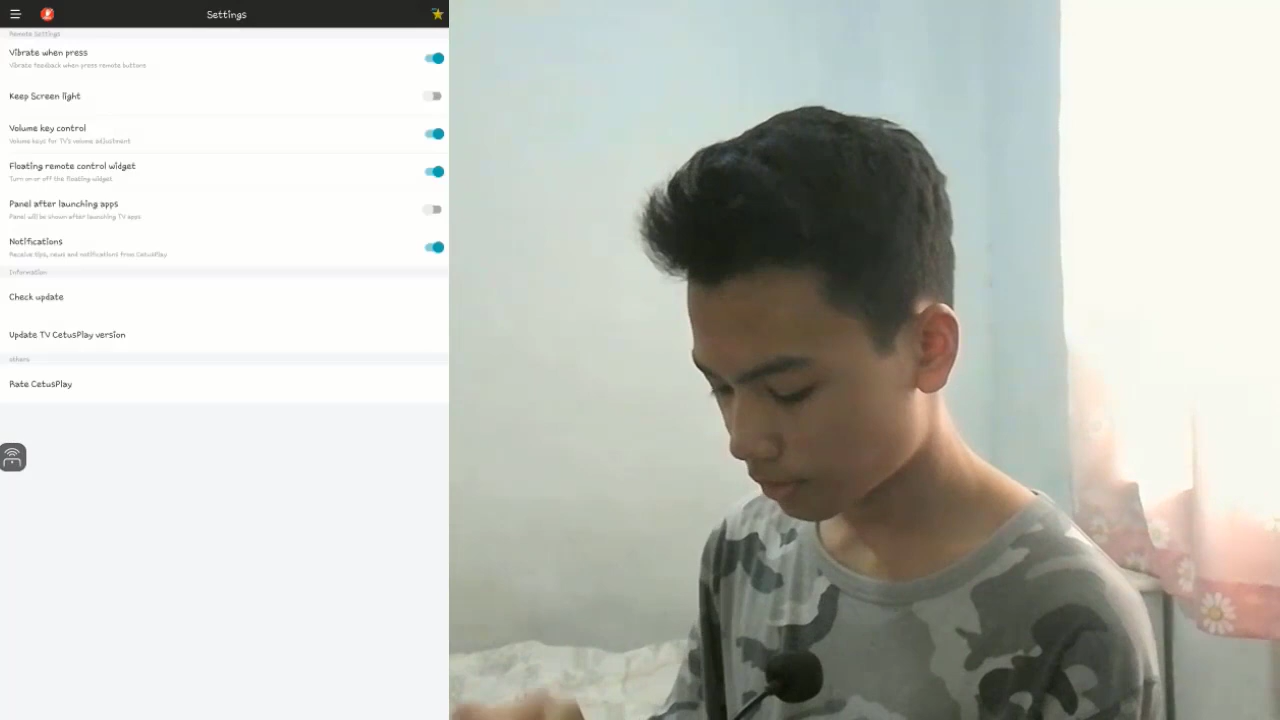 Settings
Remote Settings
Vibrate when press
Vibrate feedback when press remote buttons
Keep Screen light
Volume key control
Volume keys for TV's volume adjustment
Floating remote control widget
Turn on or off the floating widget
Panel after launching apps
Panel will be shown after launching TV apps
Notifications
Receive tips, news and notifications from CetusPlay
Information
Check update
Update TV CetusPlay version
others
Rate CetusPlay